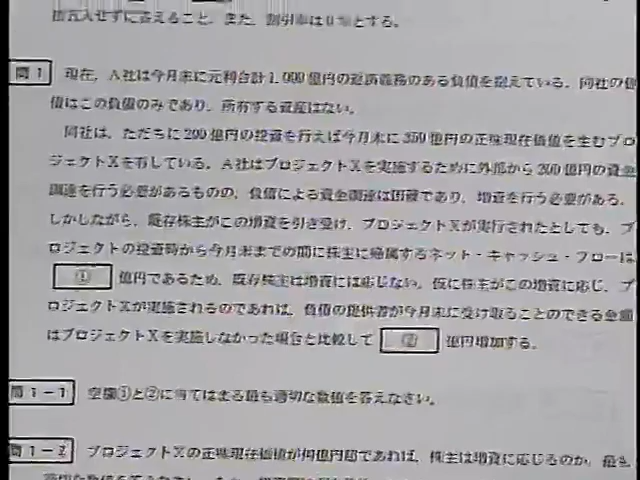 捨五入せずに答えること。また、割引率は0%とする。
問1 現在、A社は今月末に元利合計1,000億円の返済義務のある負債を抱えている。同社の負
債はこの負債のみであり、所有する資産はない。
同社は、ただちに200億円の投資を行えば今月末に350億円の正味現在価値を生むプロ
ジェクトXを有している。A社はプロジェクトXを実施するために外部から200億円の資金
調達を行う必要があるものの、負債による資金調達は困難であり、増資を行う必要がある。
しかしながら、既存株主がこの増資を引き受け、プロジェクトXが実行されたとしても、プ
ロジェクトの投資時から今月末までの間に株主に帰属するネット・キャッシュ・フローは
① 億円であるため、既存株主は増資には応じない。仮に株主がこの増資に応じ、プ
ロジェクトXが実施されるのであれば、負債の提供者が今月末に受け取ることのできる金額
はプロジェクトXを実施しなかった場合と比較して ② 億円増加する。
問1-1 空欄①と②に当てはまる最も適切な数値を答えなさい。
問1-2 プロジェクトXの正味現在価値が何億円超であれば、株主は増資に応じるのか。最も